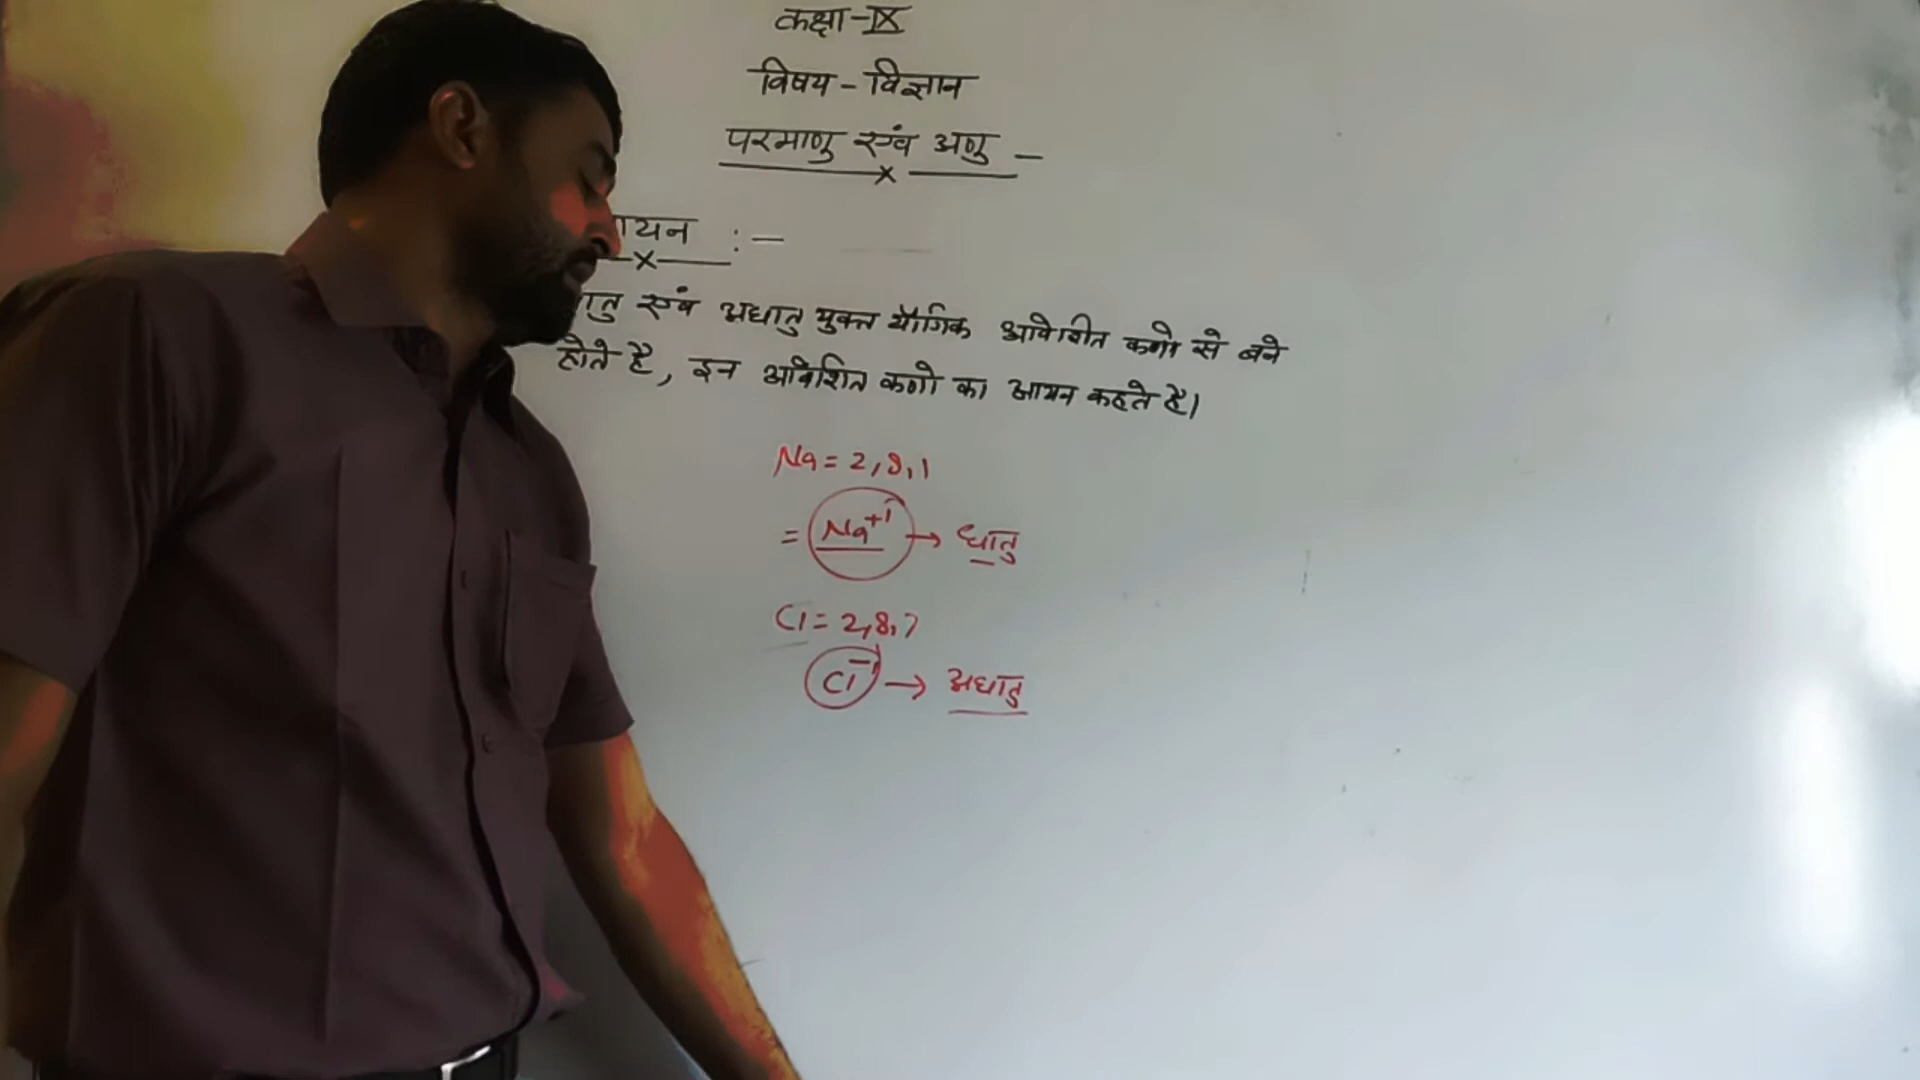 कक्षा-IX
विषय - विज्ञान
परमाणु एवं अणु -
ायन :-
ातु एवं अधातु युक्त यौगिक आवेशीत कणो से बने
होते है, इन आवेशित कणो का आयन कहते है।
Na = 2,8,1
= Na⁺¹ → धातु
Cl = 2,8,7
Cl⁻¹ → अधातु